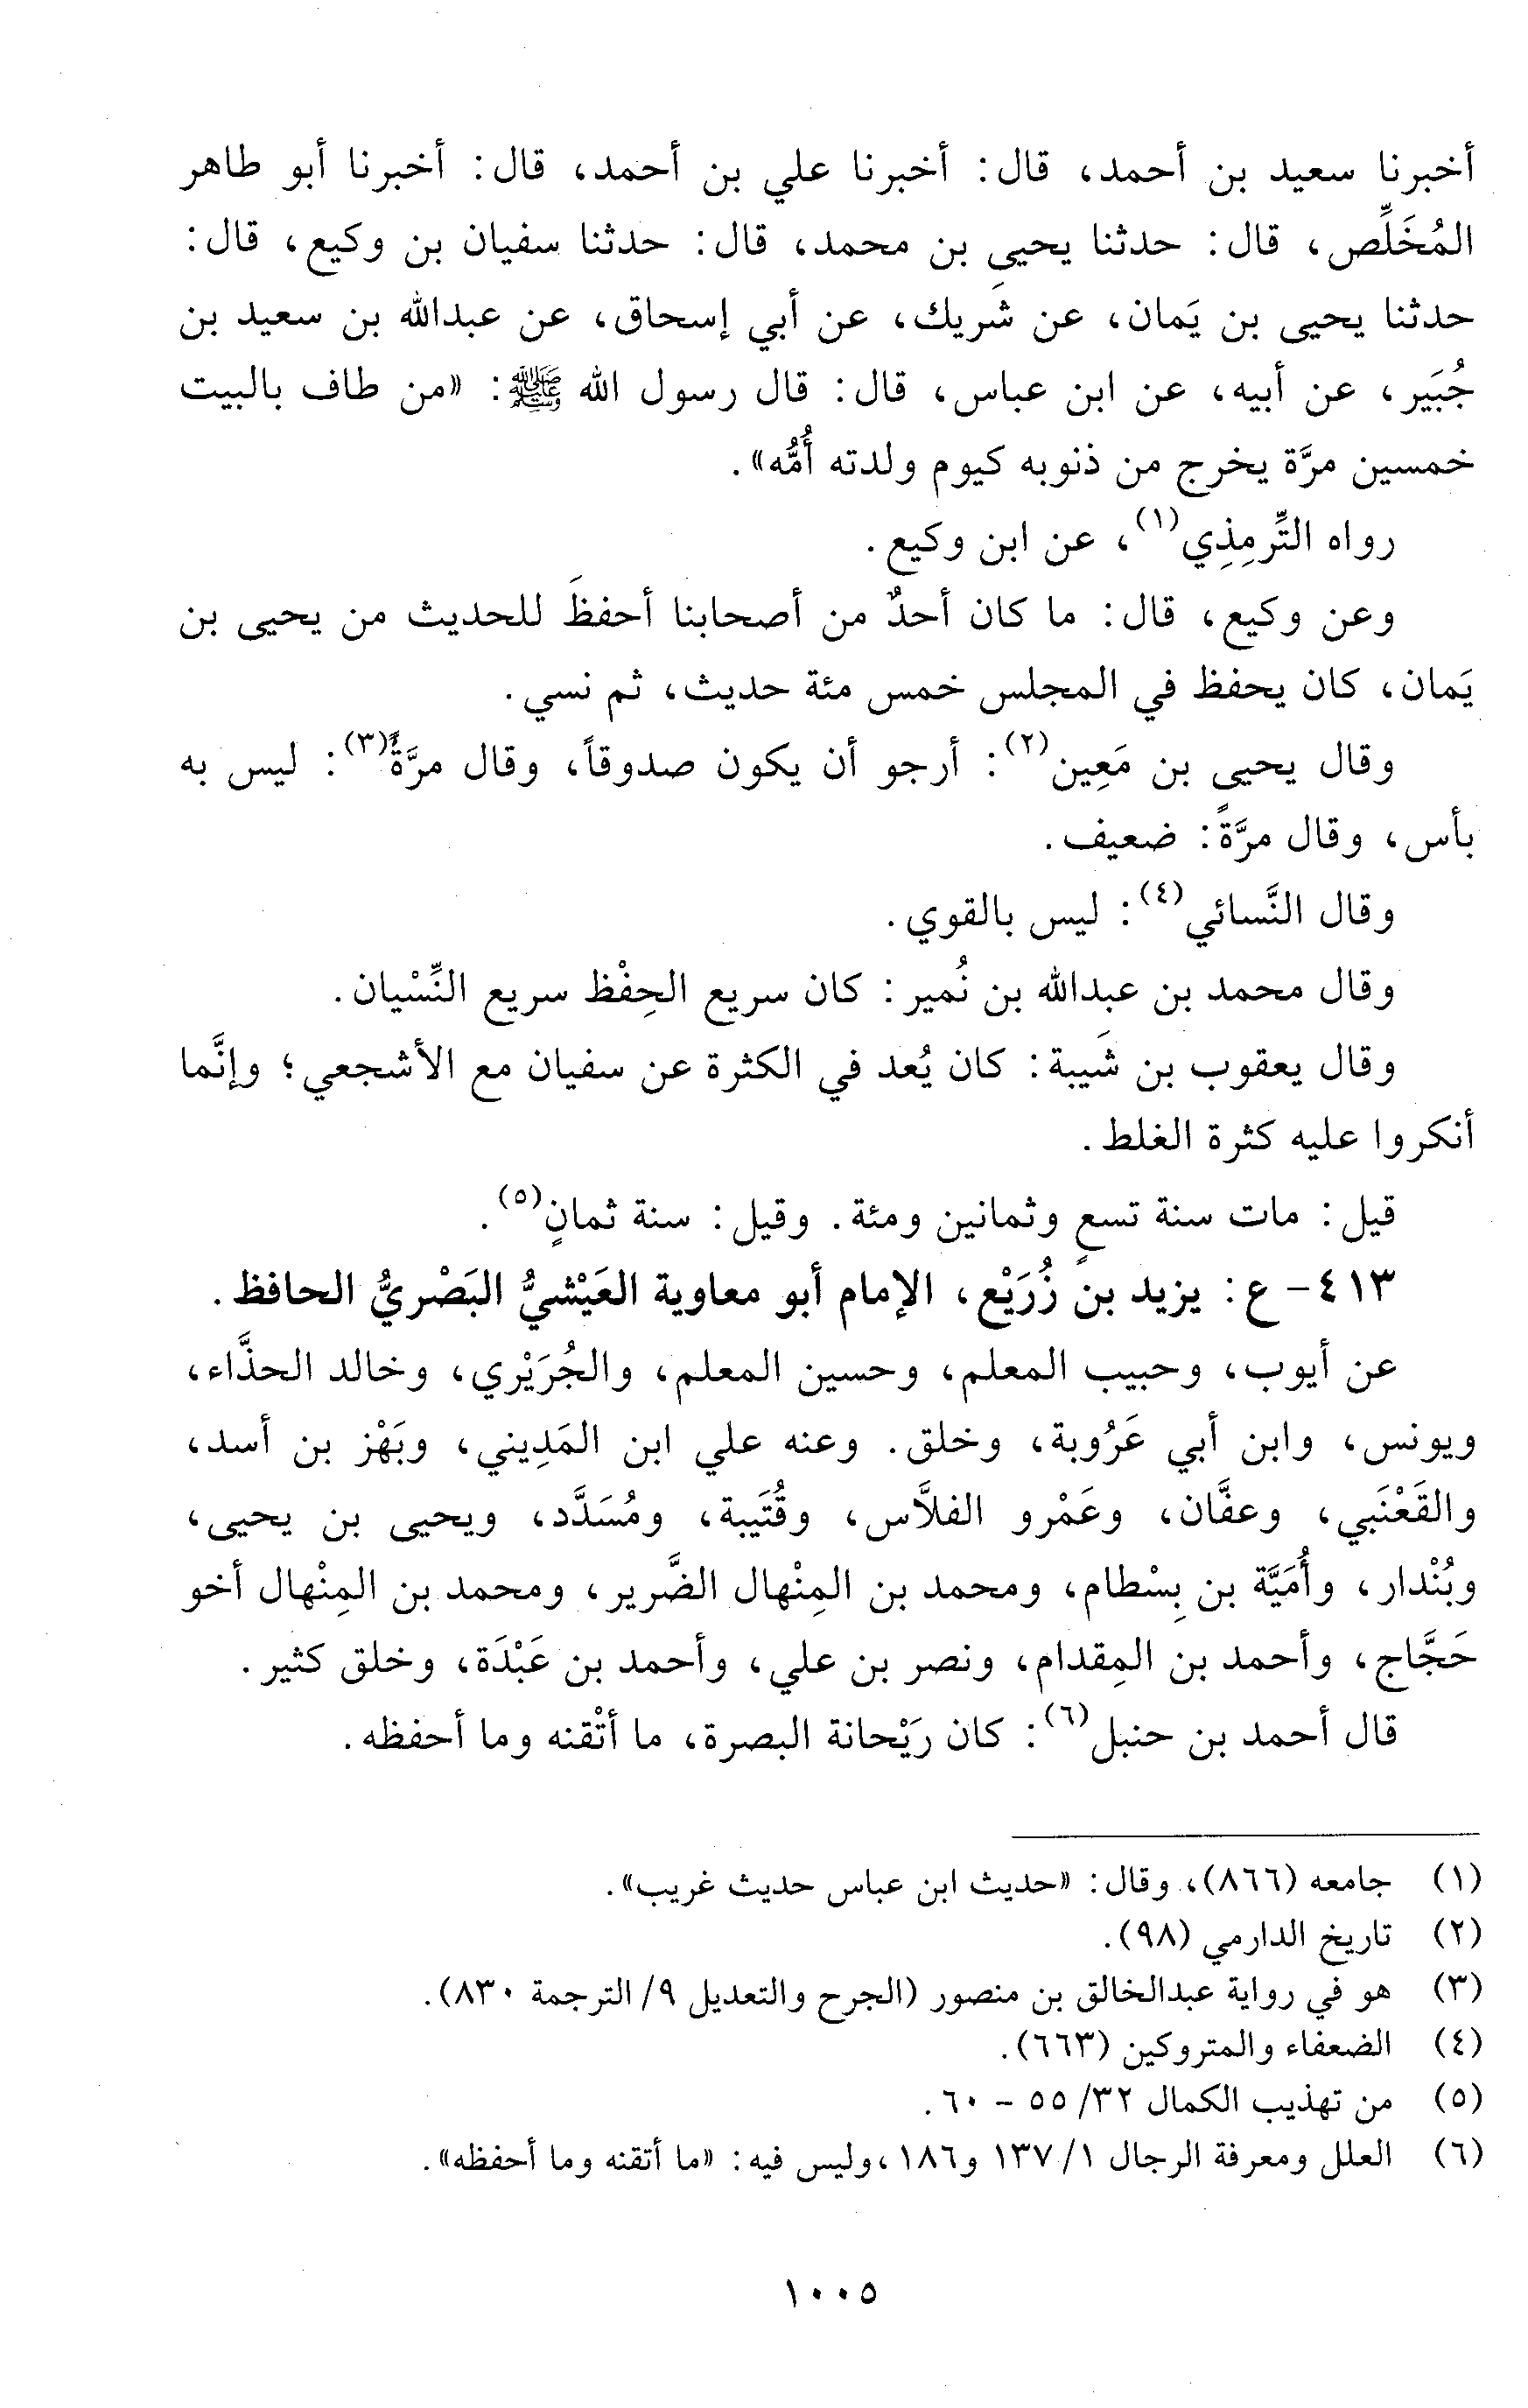 أخبرنا سعيد بن أحمد، قال: أخبرنا علي بن أحمد، قال: أخبرنا أبو طاهر
المُخَلِّص، قال: حدثنا يحيى بن محمد، قال: حدثنا سفيان بن وكيع، قال:
حدثنا يحيى بن يَمان، عن شَريك، عن أبي إسحاق، عن عبدالله بن سعيد بن
جُبَير، عن أبيه، عن ابن عباس، قال: قال رسول الله ﷺ: «من طاف بالبيت
خمسين مرَّة يخرج من ذنوبه كيوم ولدته أُمُّه».
رواه التِّرمِذِي(١)، عن ابن وكيع.
وعن وكيع، قال: ما كان أحدٌ من أصحابنا أحفظَ للحديث من يحيى بن
يَمان، كان يحفظ في المجلس خمس مئة حديث، ثم نسي.
وقال يحيى بن مَعِين(٢): أرجو أن يكون صدوقاً، وقال مرَّةً(٣): ليس به
بأس، وقال مرَّةً: ضعيف.
وقال النَّسائي(٤): ليس بالقوي.
وقال محمد بن عبدالله بن نُمير: كان سريع الحِفْظ سريع النِّسْيان.
وقال يعقوب بن شَيبة: كان يُعد في الكثرة عن سفيان مع الأشجعي؛ وإنَّما
أنكروا عليه كثرة الغلط.
قيل: مات سنة تسعٍ وثمانين ومئة. وقيل: سنة ثمانٍ(٥).
٤١٣- ع: يزيد بن زُرَيْع، الإمام أبو معاوية العَيْشيُّ البَصْريُّ الحافظ.
عن أيوب، وحبيب المعلم، وحسين المعلم، والجُرَيْري، وخالد الحذَّاء،
ويونس، وابن أبي عَرُوبة، وخلق. وعنه علي ابن المَدِيني، وبَهْز بن أسد،
والقَعْنَبي، وعفَّان، وعَمْرو الفلاَّس، وقُتَيبة، ومُسَدَّد، ويحيى بن يحيى،
وبُنْدار، وأُمَيَّة بن بِسْطام، ومحمد بن المِنْهال الضَّرير، ومحمد بن المِنْهال أخو
حَجَّاج، وأحمد بن المِقدام، ونصر بن علي، وأحمد بن عَبْدَة، وخلق كثير.
قال أحمد بن حنبل(٦): كان رَيْحانة البصرة، ما أتْقنه وما أحفظه.
(١) جامعه (٨٦٦)، وقال: «حديث ابن عباس حديث غريب».
(٢) تاريخ الدارمي (٩٨).
(٣) هو في رواية عبدالخالق بن منصور (الجرح والتعديل ٩/ الترجمة ٨٣٠).
(٤) الضعفاء والمتروكين (٦٦٣).
(٥) من تهذيب الكمال ٣٢/ ٥٥ - ٦٠.
(٦) العلل ومعرفة الرجال ١/ ١٣٧ و١٨٦، وليس فيه: «ما أتقنه وما أحفظه».
١٠٠٥